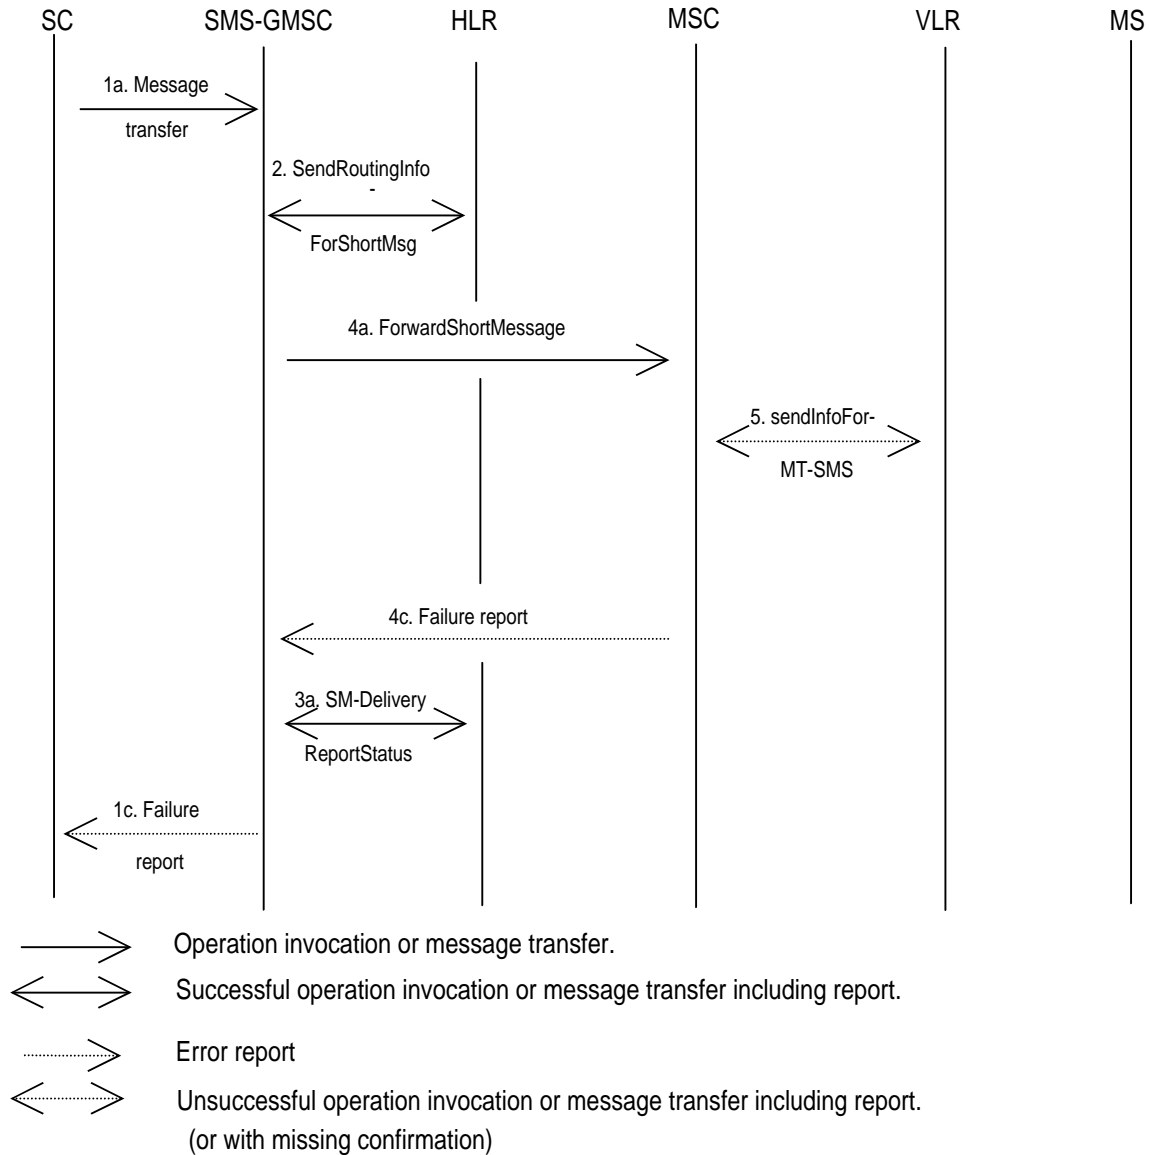 SC SMS-GMSC HLR MSC VLR MS
1a. Message
transfer
2. SendRoutingInfo
-
ForShortMsg
4a. ForwardShortMessage
5. sendInfoFor-
MT-SMS
4c. Failure report
3a. SM-Delivery
ReportStatus
1c. Failure
report
Operation invocation or message transfer.
Successful operation invocation or message transfer including report.
Error report
Unsuccessful operation invocation or message transfer including report.
(or with missing confirmation)